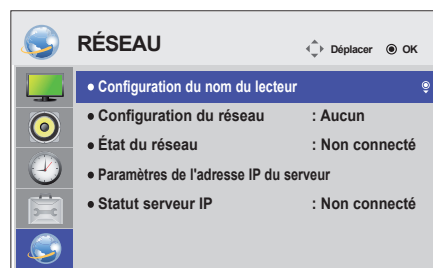 RÉSEAU
Déplacer OK
• Configuration du nom du lecteur
• Configuration du réseau : Aucun
• État du réseau : Non connecté
• Paramètres de l'adresse IP du serveur
• Statut serveur IP : Non connecté